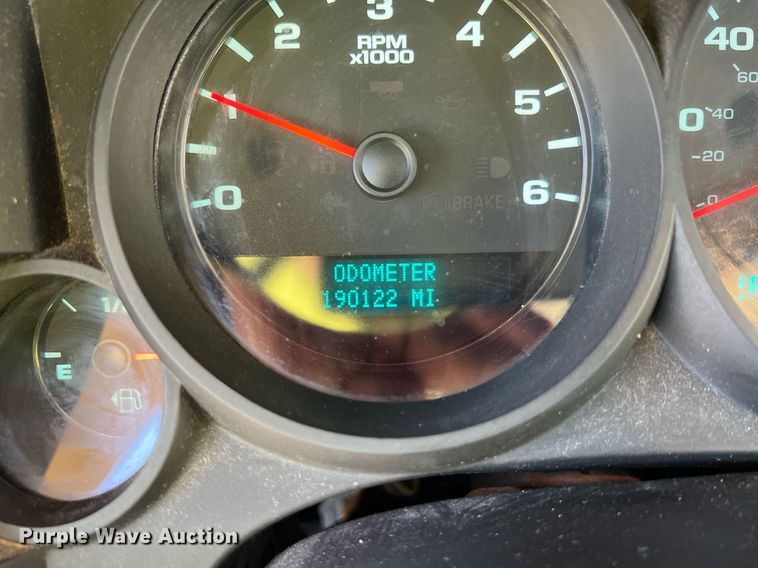 3
2
4
RPM
x1000
1
5
0
6
BRAKE
ODOMETER
190122 MI
40
60
0
40
20
0
E
Purple Wave Auction®